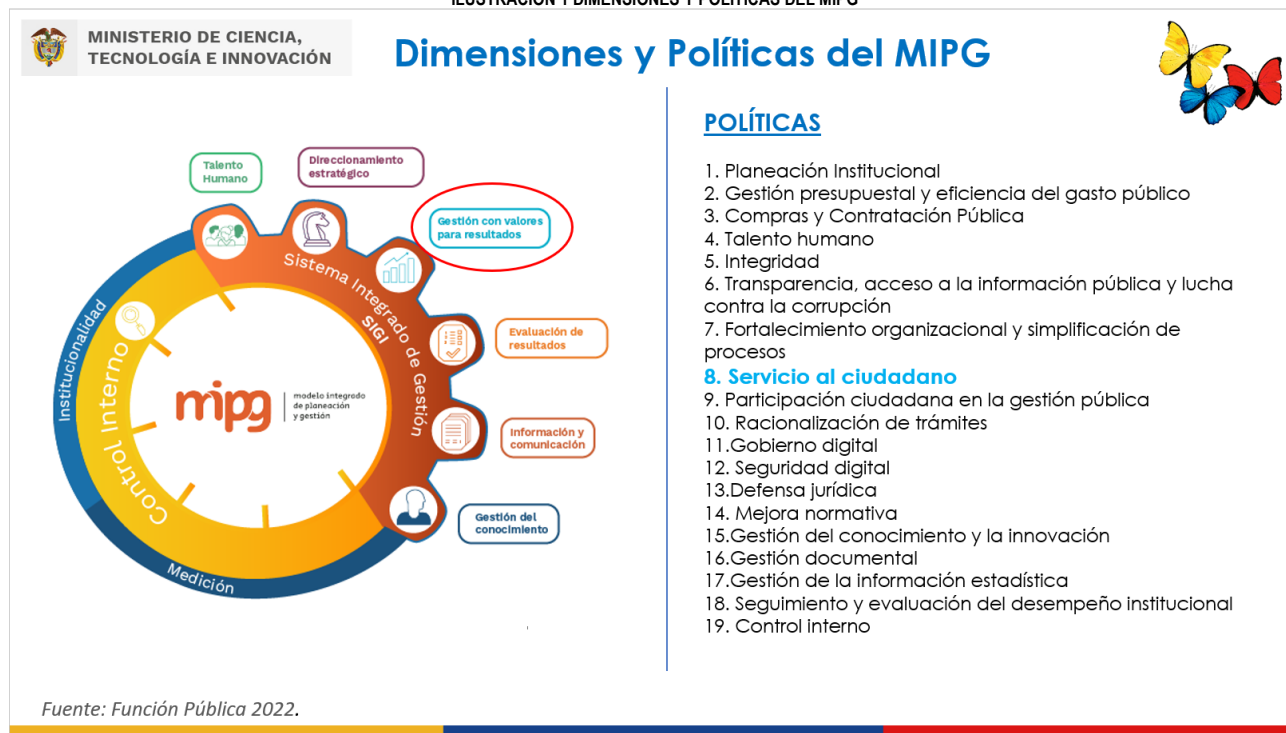 ILUSTRACIÓN 1 DIMENSIONES Y POLÍTICAS DEL MIPG
MINISTERIO DE CIENCIA,
TECNOLOGÍA E INNOVACIÓN
Dimensiones y Políticas del MIPG
Talento
Humano
Direccionamiento
estratégico
Gestión con valores
para resultados
Evaluación de
resultados
Información y
comunicación
Gestión del
conocimiento
Sistema Integrado de Gestión
SIGI
Institucionalidad
Control Interno
Medición
mipg
modelo integrado
de planeación
y gestión
POLÍTICAS
1. Planeación Institucional
2. Gestión presupuestal y eficiencia del gasto público
3. Compras y Contratación Pública
4. Talento humano
5. Integridad
6. Transparencia, acceso a la información pública y lucha
contra la corrupción
7. Fortalecimiento organizacional y simplificación de
procesos
8. Servicio al ciudadano
9. Participación ciudadana en la gestión pública
10. Racionalización de trámites
11.Gobierno digital
12. Seguridad digital
13.Defensa jurídica
14. Mejora normativa
15.Gestión del conocimiento y la innovación
16.Gestión documental
17.Gestión de la información estadística
18. Seguimiento y evaluación del desempeño institucional
19. Control interno
Fuente: Función Pública 2022.